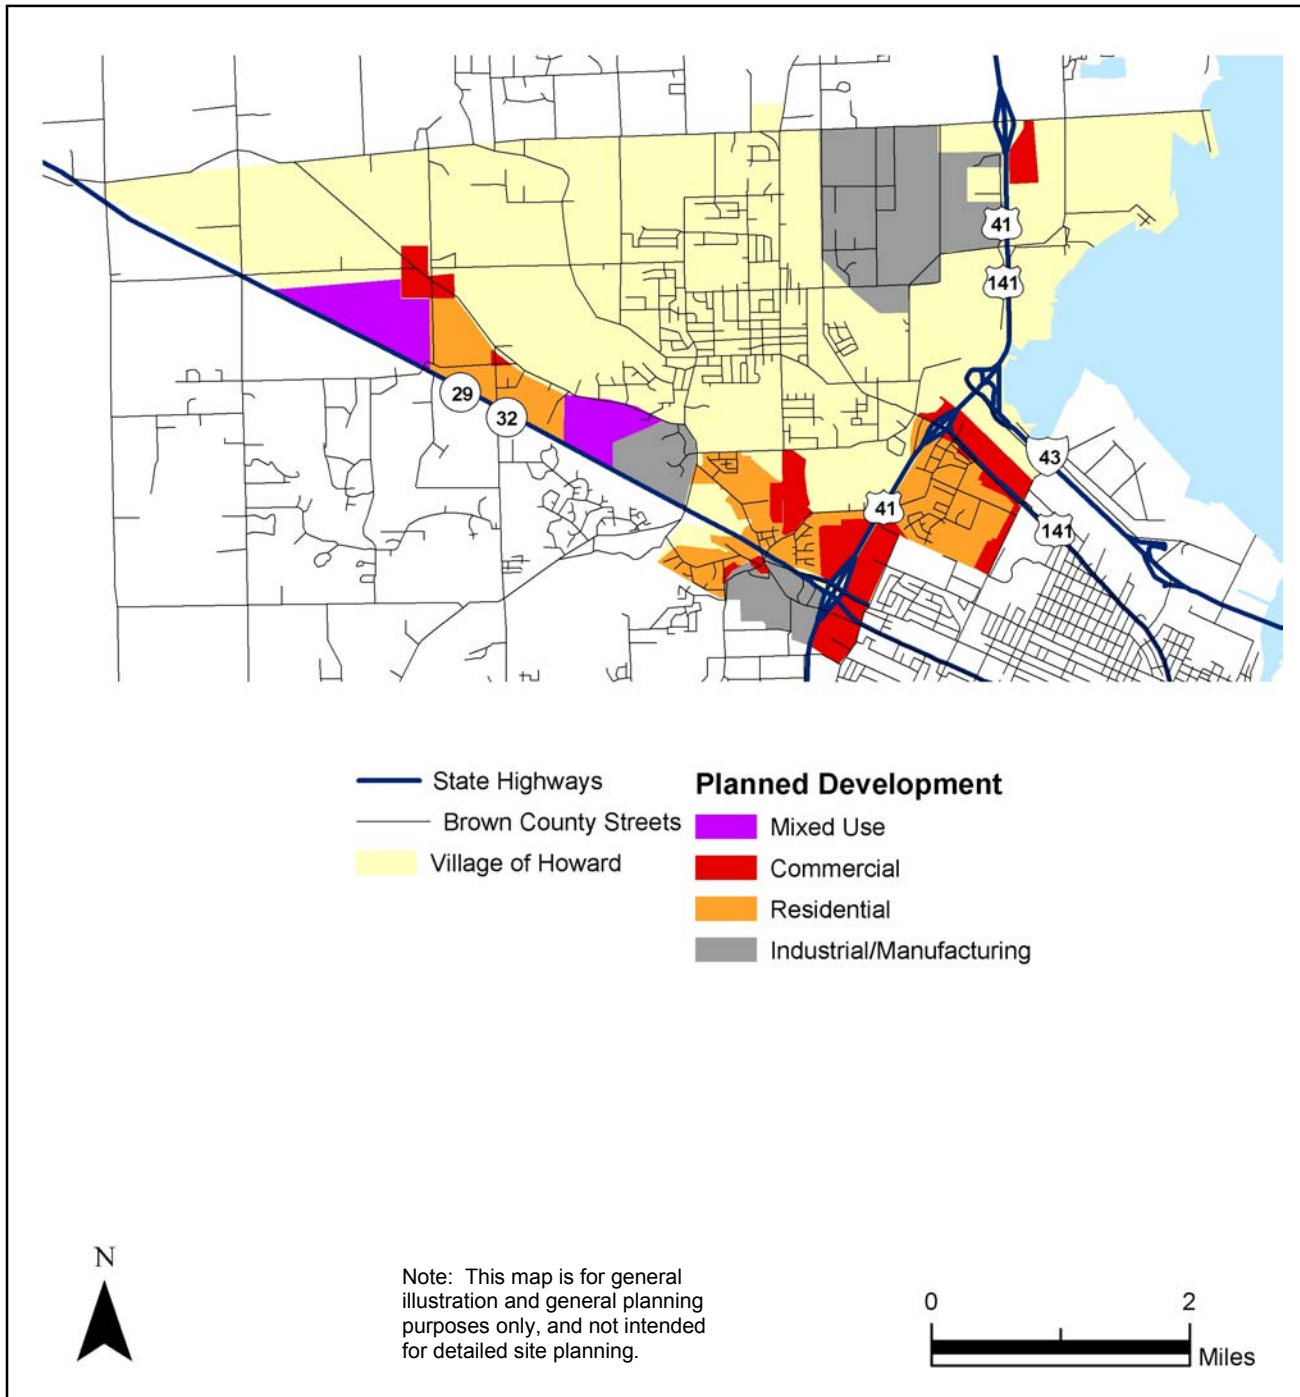 41
141
29
32
43
41
141
State Highways
Brown County Streets
Village of Howard
Planned Development
Mixed Use
Commercial
Residential
Industrial/Manufacturing
N
Note: This map is for general
illustration and general planning
purposes only, and not intended
for detailed site planning.
0 2
Miles